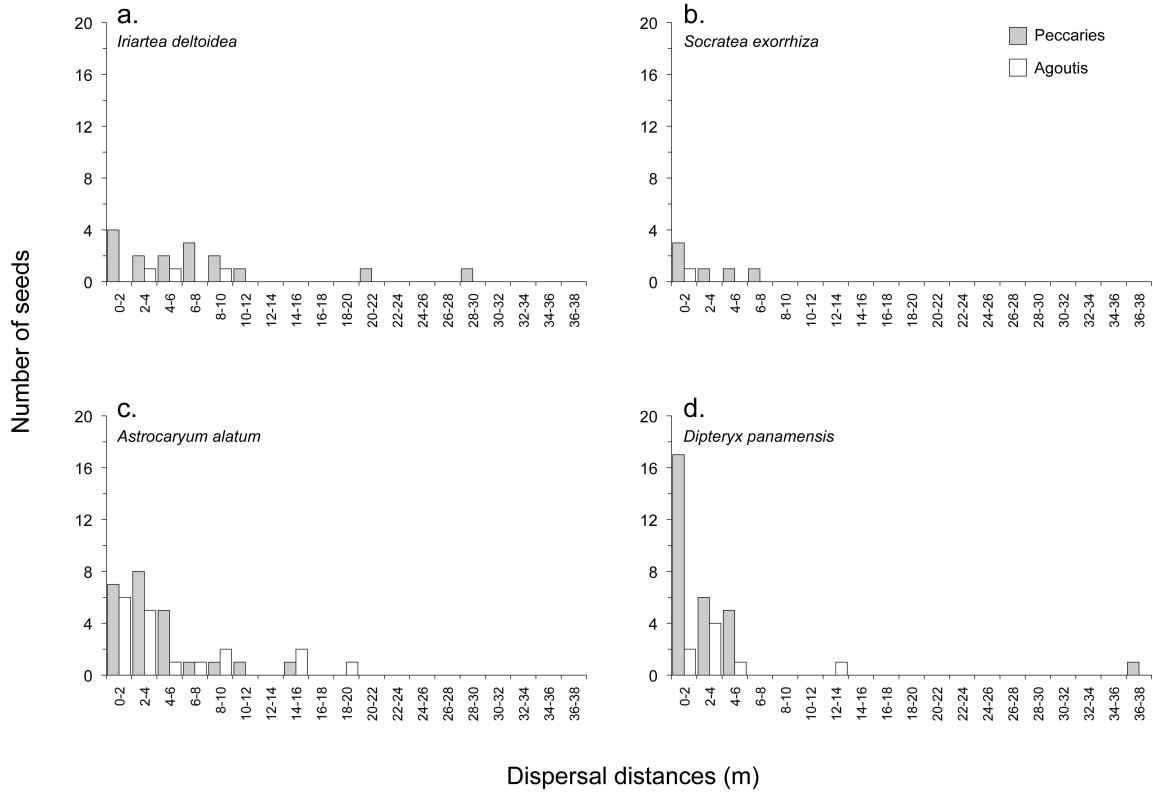 a.
Iriartea deltoidea
20
16
12
8
4
0
0-2 2-4 4-6 6-8 8-10 10-12 12-14 14-16 16-18 18-20 20-22 22-24 24-26 26-28 28-30 30-32 32-34 34-36 36-38
b.
Socratea exorrhiza
Peccaries
Agoutis
20
16
12
8
4
0
0-2 2-4 4-6 6-8 8-10 10-12 12-14 14-16 16-18 18-20 20-22 22-24 24-26 26-28 28-30 30-32 32-34 34-36 36-38
Number of seeds
c.
Astrocaryum alatum
20
16
12
8
4
0
0-2 2-4 4-6 6-8 8-10 10-12 12-14 14-16 16-18 18-20 20-22 22-24 24-26 26-28 28-30 30-32 32-34 34-36 36-38
d.
Dipteryx panamensis
20
16
12
8
4
0
0-2 2-4 4-6 6-8 8-10 10-12 12-14 14-16 16-18 18-20 20-22 22-24 24-26 26-28 28-30 30-32 32-34 34-36 36-38
Dispersal distances (m)